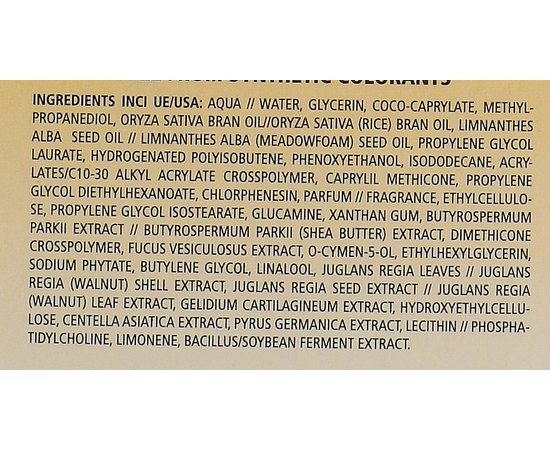 FROM SYNTHETIC COLORANTS
INGREDIENTS INCI UE/USA: AQUA // WATER, GLYCERIN, COCO-CAPRYLATE, METHYL-
PROPANEDIOL, ORYZA SATIVA BRAN OIL//ORYZA SATIVA (RICE) BRAN OIL, LIMNANTHES
ALBA SEED OIL // LIMNANTHES ALBA (MEADOWFOAM) SEED OIL, PROPYLENE GLYCOL
LAURATE, HYDROGENATED POLYISOBUTENE, PHENOXYETHANOL, ISODODECANE, ACRY-
LATES/C10-30 ALKYL ACRYLATE CROSSPOLYMER, CAPRYLIL METHICONE, PROPYLENE
GLYCOL DIETHYLHEXANOATE, CHLORPHENESIN, PARFUM // FRAGRANCE, ETHYLCELLULO-
SE, PROPYLENE GLYCOL ISOSTEARATE, GLUCAMINE, XANTHAN GUM, BUTYROSPERMUM
PARKII EXTRACT // BUTYROSPERMUM PARKII (SHEA BUTTER) EXTRACT, DIMETHICONE
CROSSPOLYMER, FUCUS VESICULOSUS EXTRACT, O-CYMEN-5-OL, ETHYLHEXYLGLYCERIN,
SODIUM PHYTATE, BUTYLENE GLYCOL, LINALOOL, JUGLANS REGIA LEAVES // JUGLANS
REGIA (WALNUT) SHELL EXTRACT, JUGLANS REGIA SEED EXTRACT // JUGLANS REGIA
(WALNUT) LEAF EXTRACT, GELIDIUM CARTILAGINEUM EXTRACT, HYDROXYETHYLCELLU-
LOSE, CENTELLA ASIATICA EXTRACT, PYRUS GERMANICA EXTRACT, LECITHIN // PHOSPHA-
TIDYLCHOLINE, LIMONENE, BACILLUS/SOYBEAN FERMENT EXTRACT.